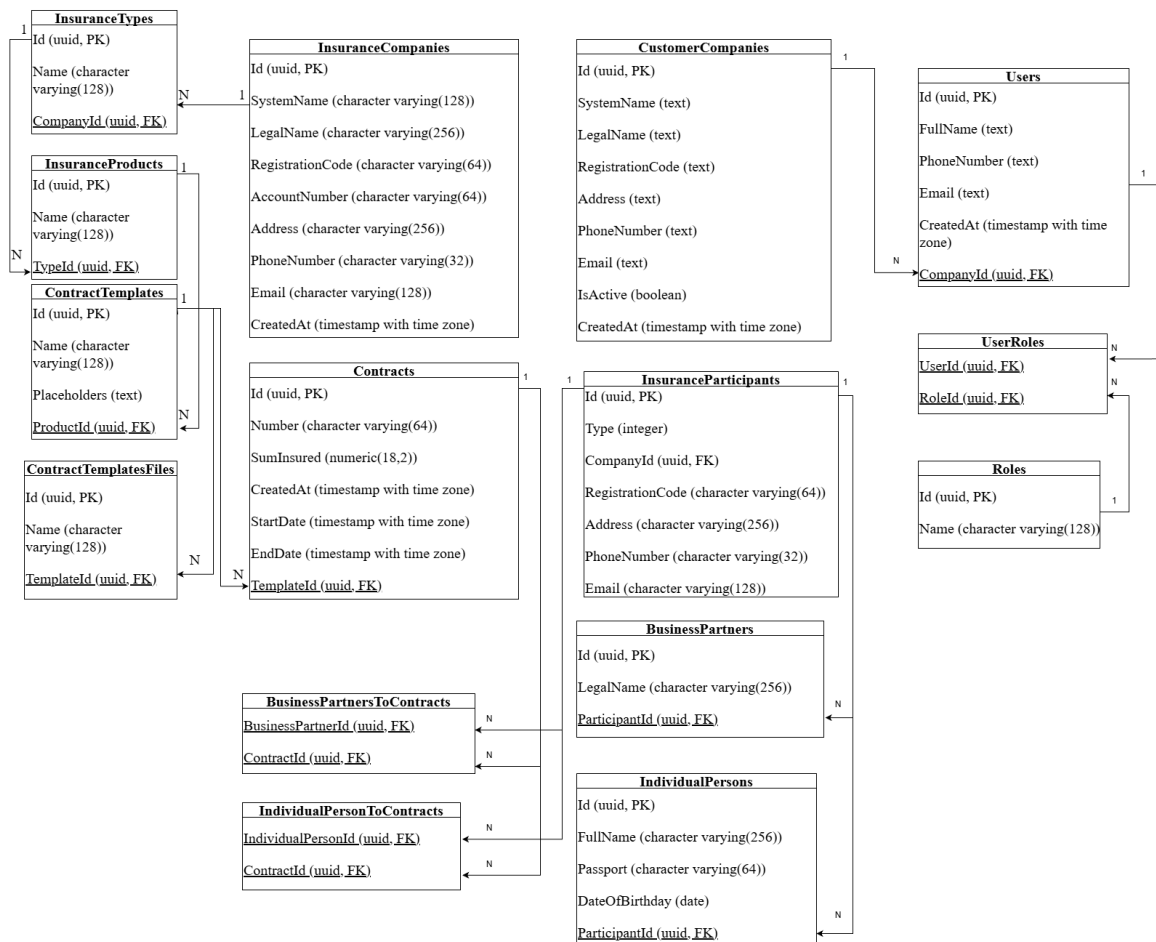 InsuranceTypes
Id (uuid, PK)
Name (character
varying(128))
CompanyId (uuid, FK)
1
N
1
N
InsuranceCompanies
Id (uuid, PK)
SystemName (character varying(128))
LegalName (character varying(256))
RegistrationCode (character varying(64))
AccountNumber (character varying(64))
Address (character varying(256))
PhoneNumber (character varying(32))
Email (character varying(128))
CreatedAt (timestamp with time zone)
CustomerCompanies
Id (uuid, PK)
SystemName (text)
LegalName (text)
RegistrationCode (text)
Address (text)
PhoneNumber (text)
Email (text)
IsActive (boolean)
CreatedAt (timestamp with time zone)
1
N
Users
Id (uuid, PK)
FullName (text)
PhoneNumber (text)
Email (text)
CreatedAt (timestamp with time
zone)
CompanyId (uuid, FK)
1
InsuranceProducts
Id (uuid, PK)
Name (character
varying(128))
TypeId (uuid, FK)
1
N
ContractTemplates
Id (uuid, PK)
Name (character
varying(128))
Placeholders (text)
ProductId (uuid, FK)
1
N
ContractTemplatesFiles
Id (uuid, PK)
Name (character
varying(128))
TemplateId (uuid, FK)
N
N
Contracts
Id (uuid, PK)
Number (character varying(64))
SumInsured (numeric(18,2))
CreatedAt (timestamp with time zone)
StartDate (timestamp with time zone)
EndDate (timestamp with time zone)
TemplateId (uuid, FK)
1
1
InsuranceParticipants
Id (uuid, PK)
Type (integer)
CompanyId (uuid, FK)
RegistrationCode (character varying(64))
Address (character varying(256))
PhoneNumber (character varying(32))
Email (character varying(128))
1
UserRoles
UserId (uuid, FK)
RoleId (uuid, FK)
N
N
Roles
Id (uuid, PK)
Name (character varying(128))
1
BusinessPartners
Id (uuid, PK)
LegalName (character varying(256))
ParticipantId (uuid, FK)
N
BusinessPartnersToContracts
BusinessPartnerId (uuid, FK)
ContractId (uuid, FK)
N
N
IndividualPersons
Id (uuid, PK)
FullName (character varying(256))
Passport (character varying(64))
DateOfBirthday (date)
ParticipantId (uuid, FK)
N
IndividualPersonToContracts
IndividualPersonId (uuid, FK)
ContractId (uuid, FK)
N
N